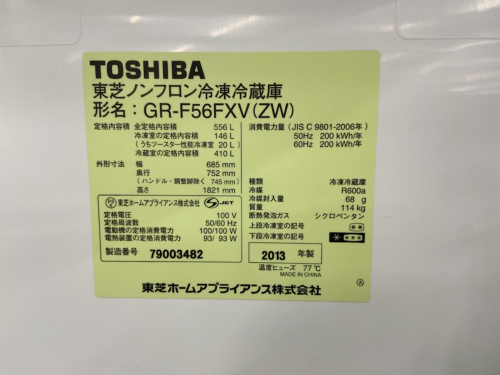 TOSHIBA
東芝ノンフロン冷凍冷蔵庫
形名：GR-F56FXV(ZW)
定格内容積 全定格内容積 556 L
冷凍室の定格内容積 146 L
(うちブースター性能冷凍室 20 L)
冷蔵室の定格内容積 410 L
外形寸法 幅 685 mm
奥行 752 mm
(ハンドル・調整脚除く 745 mm)
高さ 1821 mm
消費電力量 (JIS C 9801-2006年)
50Hz 200 kWh/年
60Hz 200 kWh/年
種類 冷凍冷蔵庫
冷媒 R600a
冷媒封入量 68 g
質量 114 kg
断熱発泡ガス シクロペンタン
上段冷凍室の記号
下段冷凍室の記号
東芝ホームアプライアンス株式会社 JET
定格電圧 100 V
定格周波数 50/60 Hz
電動機の定格消費電力 100/100 W
電熱装置の定格消費電力 93/ 93 W
製造番号 79003482
2013 年製
温度ヒューズ 77℃
MADE IN CHINA
東芝ホームアプライアンス株式会社
Ⓐ